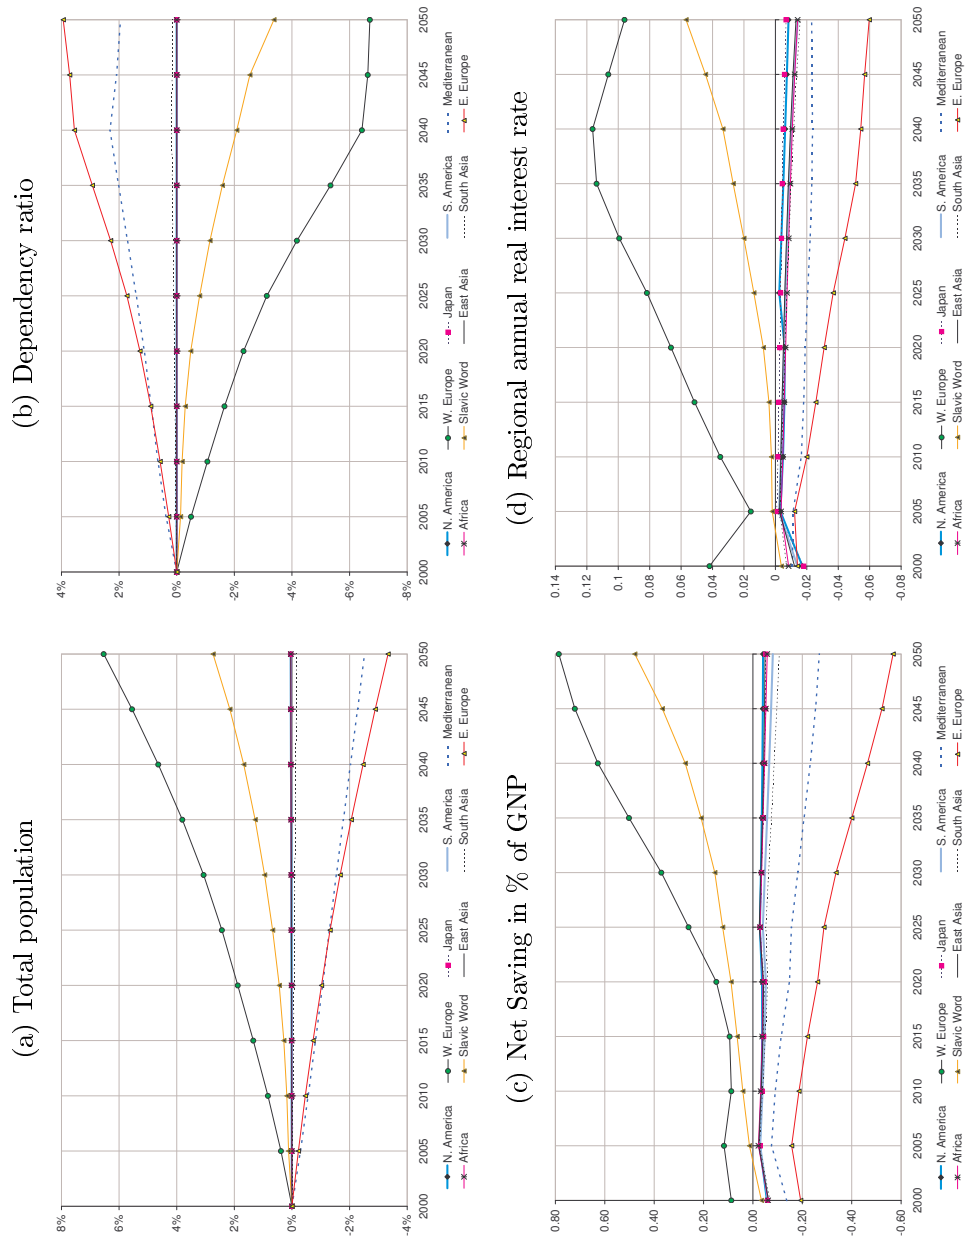 (a) Total population
8%
6%
4%
2%
0%
-2%
-4%
2000 2005 2010 2015 2020 2025 2030 2035 2040 2045 2050
N. America W. Europe Japan S. America Mediterranean
Africa Slavic Word East Asia South Asia E. Europe
(b) Dependency ratio
4%
2%
0%
-2%
-4%
-6%
-8%
2000 2005 2010 2015 2020 2025 2030 2035 2040 2045 2050
N. America W. Europe Japan S. America Mediterranean
Africa Slavic Word East Asia South Asia E. Europe
(c) Net Saving in % of GNP
0.80
0.60
0.40
0.20
0.00
-0.20
-0.40
-0.60
2000 2005 2010 2015 2020 2025 2030 2035 2040 2045 2050
N. America W. Europe Japan S. America Mediterranean
Africa Slavic Word East Asia South Asia E. Europe
(d) Regional annual real interest rate
0.14
0.12
0.1
0.08
0.06
0.04
0.02
0
-0.02
-0.04
-0.06
-0.08
2000 2005 2010 2015 2020 2025 2030 2035 2040 2045 2050
N. America W. Europe Japan S. America Mediterranean
Africa Slavic Word East Asia South Asia E. Europe